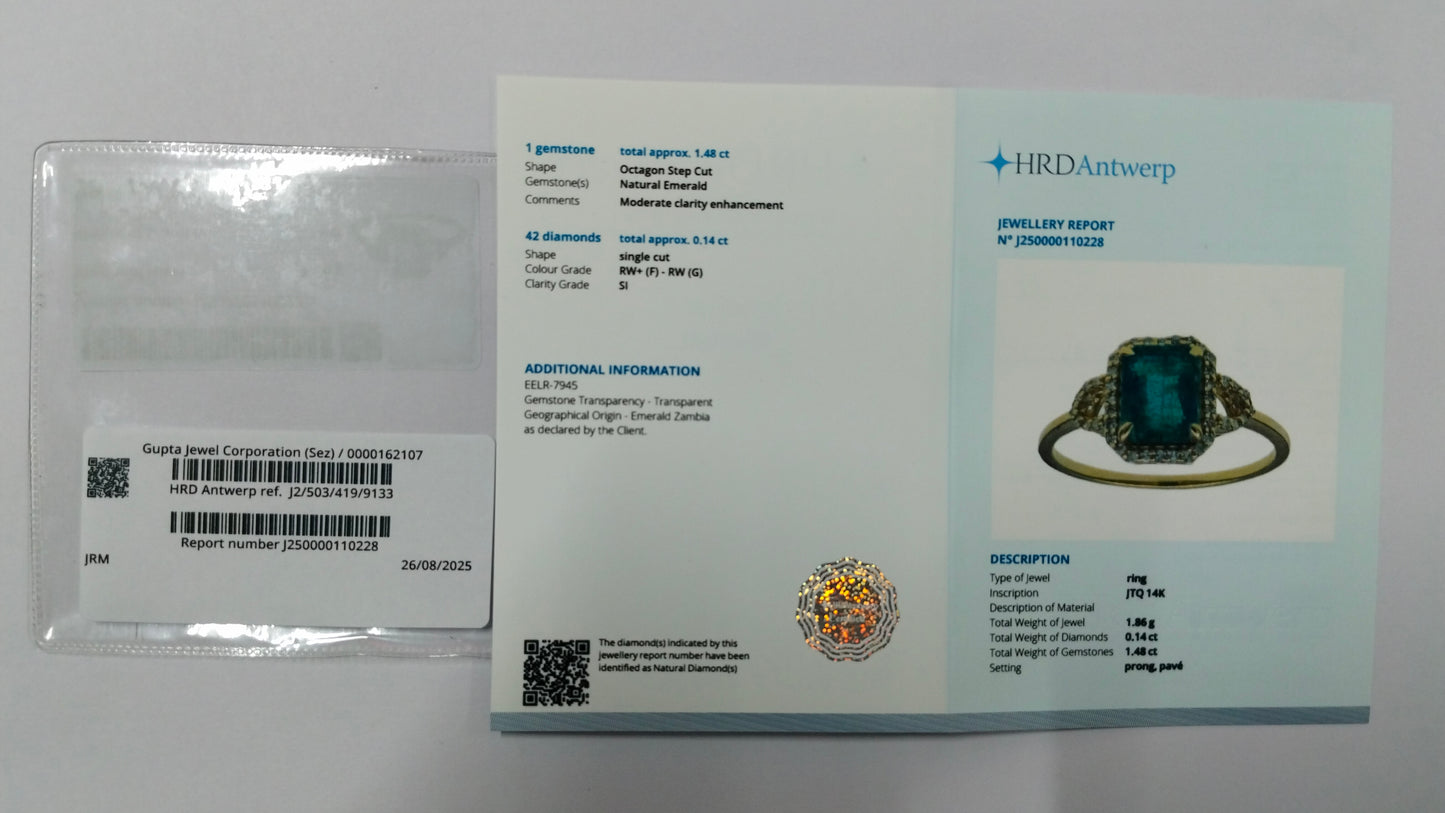 Gupta Jewel Corporation (Sez) / 0000162107
HRD Antwerp ref. J2/503/419/9133
Report number J250000110228
JRM
26/08/2025
1 gemstone total approx. 1.48 ct
Shape Octagon Step Cut
Gemstone(s) Natural Emerald
Comments Moderate clarity enhancement
42 diamonds total approx. 0.14 ct
Shape single cut
Colour Grade RW+ (F) - RW (G)
Clarity Grade SI
ADDITIONAL INFORMATION
EELR-7945
Gemstone Transparency - Transparent
Geographical Origin - Emerald Zambia
as declared by the Client.
The diamond(s) indicated by this
jewellery report number have been
identified as Natural Diamond(s)
HRDAntwerp
JEWELLERY REPORT
N° J250000110228
DESCRIPTION
Type of Jewel ring
Inscription JTQ 14K
Description of Material
Total Weight of Jewel 1.86 g
Total Weight of Diamonds 0.14 ct
Total Weight of Gemstones 1.48 ct
Setting prong, pavé